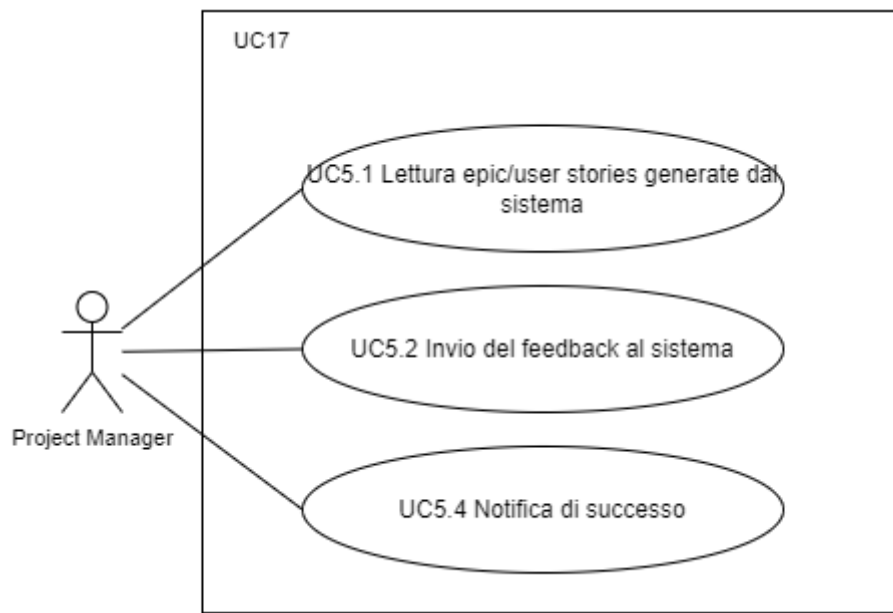 UC17
UC5.1 Lettura epic/user stories generate dal
sistema
UC5.2 Invio del feedback al sistema
Project Manager
UC5.4 Notifica di successo